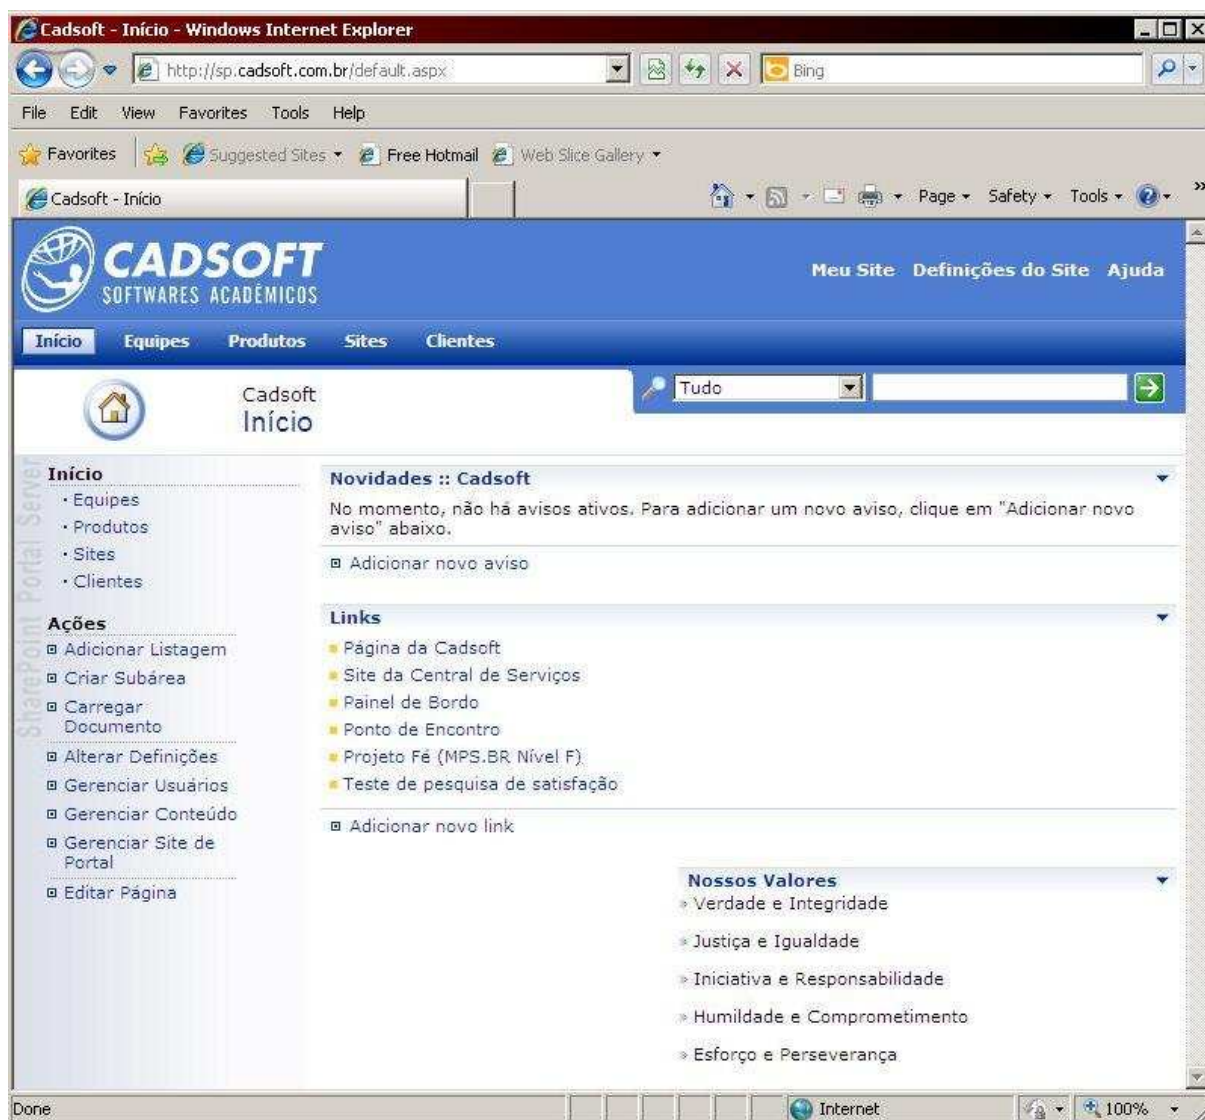 Cadsoft - Início - Windows Internet Explorer
http://sp.cadsoft.com.br/default.aspx
Bing
File Edit View Favorites Tools Help
Favorites Suggested Sites Free Hotmail Web Slice Gallery
Cadsoft - Início
Page Safety Tools
CADSOFT
SOFTWARES ACADÊMICOS
Meu Site Definições do Site Ajuda
Início Equipes Produtos Sites Clientes
Cadsoft
Início
Tudo
SharePoint Portal Server
Início
· Equipes
· Produtos
· Sites
· Clientes
Ações
Adicionar Listagem
Criar Subárea
Carregar
Documento
Alterar Definições
Gerenciar Usuários
Gerenciar Conteúdo
Gerenciar Site de
Portal
Editar Página
Novidades :: Cadsoft
No momento, não há avisos ativos. Para adicionar um novo aviso, clique em "Adicionar novo
aviso" abaixo.
Adicionar novo aviso
Links
Página da Cadsoft
Site da Central de Serviços
Painel de Bordo
Ponto de Encontro
Projeto Fé (MPS.BR Nível F)
Teste de pesquisa de satisfação
Adicionar novo link
Nossos Valores
» Verdade e Integridade
» Justiça e Igualdade
» Iniciativa e Responsabilidade
» Humildade e Comprometimento
» Esforço e Perseverança
Done
Internet
100%